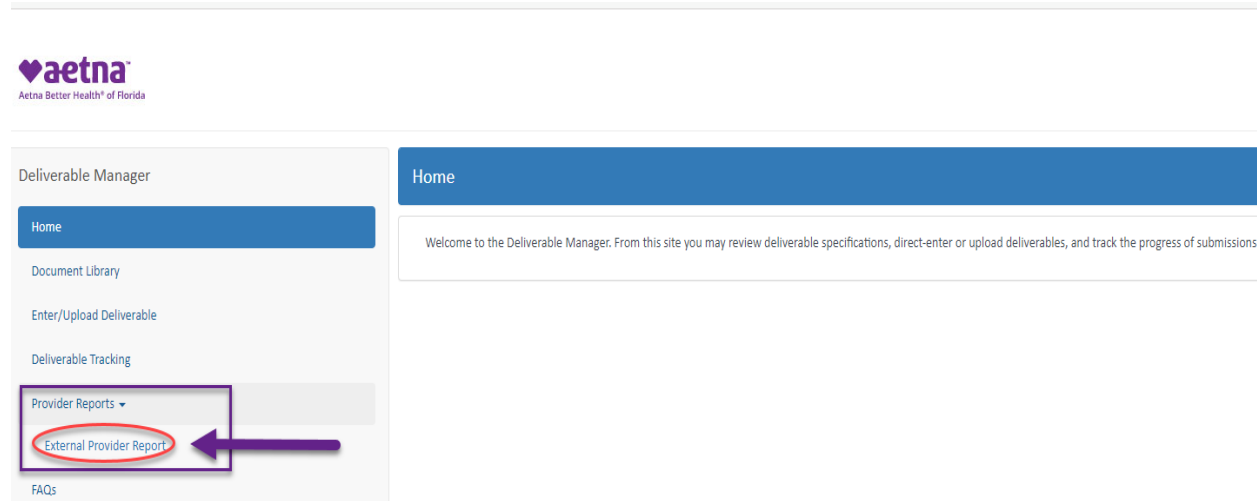 aetna™
Aetna Better Health® of Florida
Deliverable Manager
Home
Document Library
Enter/Upload Deliverable
Deliverable Tracking
Provider Reports
External Provider Report
FAQs
Home
Welcome to the Deliverable Manager. From this site you may review deliverable specifications, direct-enter or upload deliverables, and track the progress of submissions